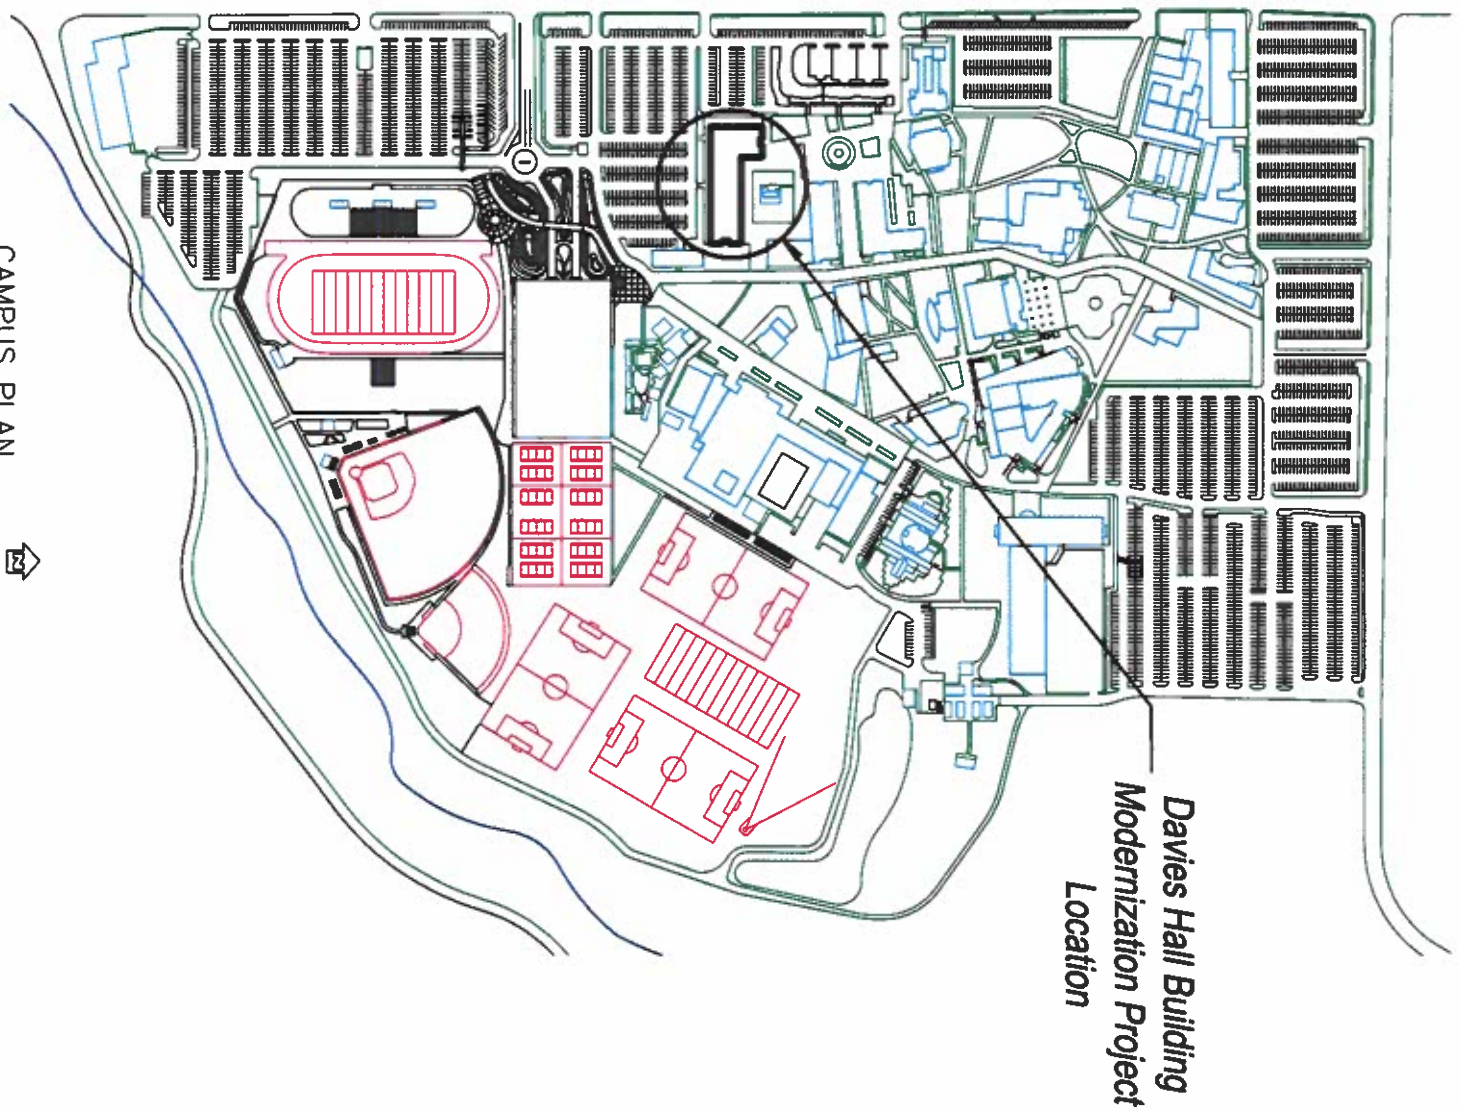 Davies Hall Building
Modernization Project
Location
CAMPUS PLAN
N